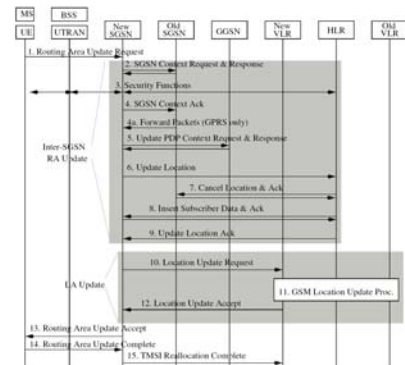 MS BSS New SGSN Old SGSN GGSN New VLR HLR Old VLR
UE UTRAN
1. Routing Area Update Request
2. SGSN Context Request & Response
3. Security Functions
4. SGSN Context Ack
4a. Forward Packets (GPRS only)
5. Update PDP Context Request & Response
Inter-SGSN
RA Update
6. Update Location
7. Cancel Location & Ack
8. Insert Subscriber Data & Ack
9. Update Location Ack
10. Location Update Request
LA Update
11. GSM Location Update Proc.
12. Location Update Accept
13. Routing Area Update Accept
14. Routing Area Update Complete
15. TMSI Reallocation Complete